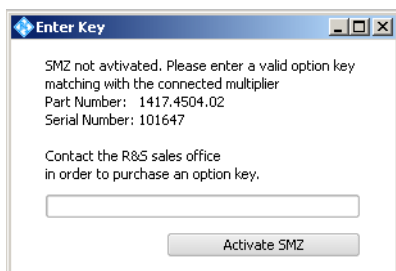 Enter Key
SMZ not avtivated. Please enter a valid option key
matching with the connected multiplier
Part Number: 1417.4504.02
Serial Number: 101647
Contact the R&S sales office
in order to purchase an option key.
Activate SMZ